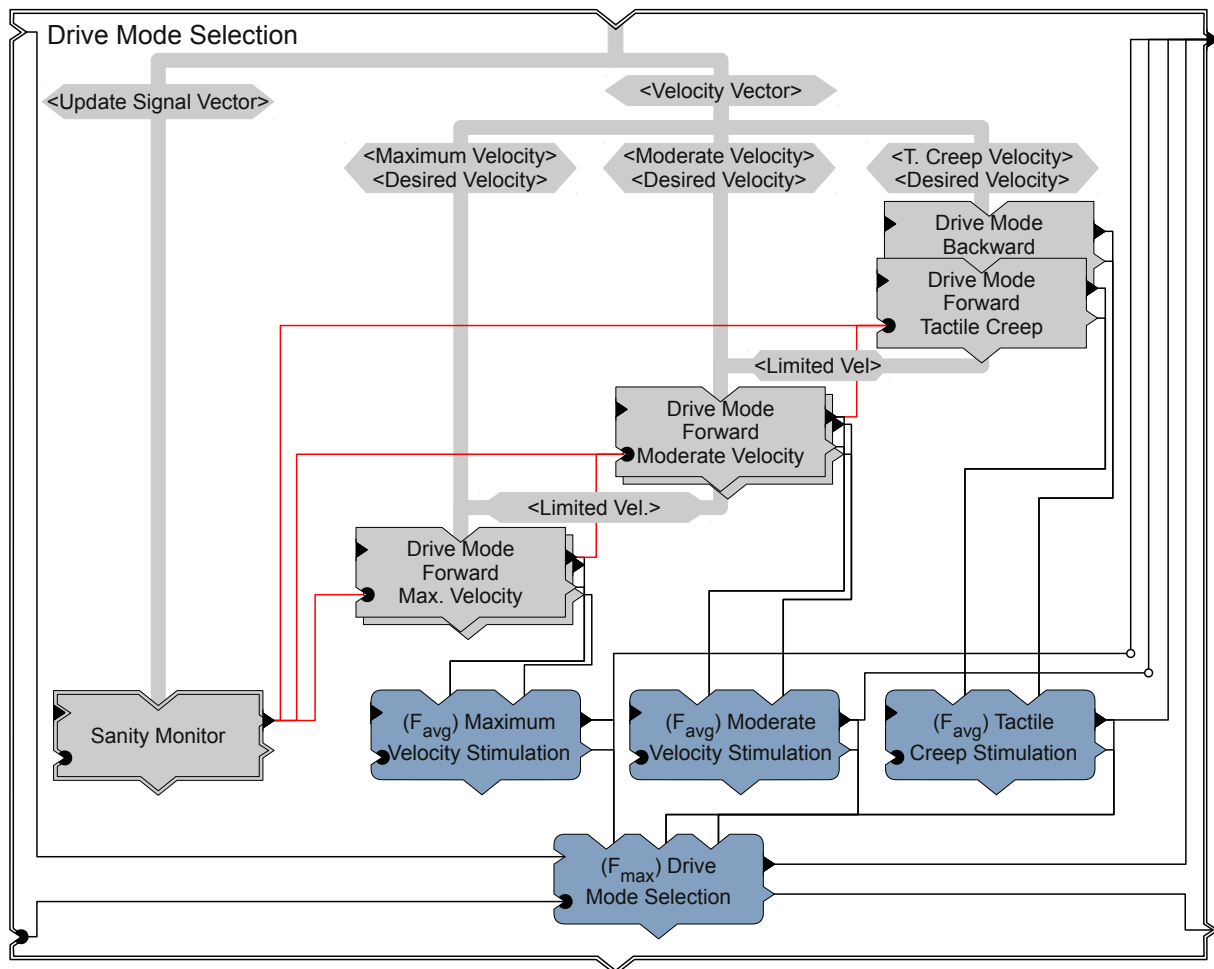 Drive Mode Selection
<Update Signal Vector>
<Velocity Vector>
<Maximum Velocity>
<Desired Velocity>
<Moderate Velocity>
<Desired Velocity>
<T. Creep Velocity>
<Desired Velocity>
Drive Mode
Backward
Drive Mode
Forward
Tactile Creep
<Limited Vel>
Drive Mode
Forward
Moderate Velocity
<Limited Vel.>
Drive Mode
Forward
Max. Velocity
Sanity Monitor
(Favg) Maximum
Velocity Stimulation
(Favg) Moderate
Velocity Stimulation
(Favg) Tactile
Creep Stimulation
(Fmax) Drive
Mode Selection